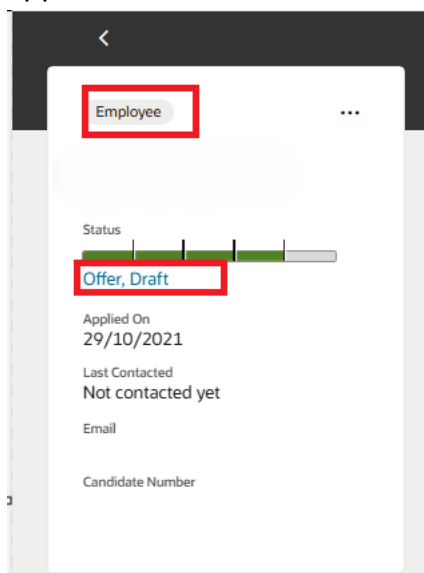 Employee
...
Status
Offer, Draft
Applied On
29/10/2021
Last Contacted
Not contacted yet
Email
Candidate Number